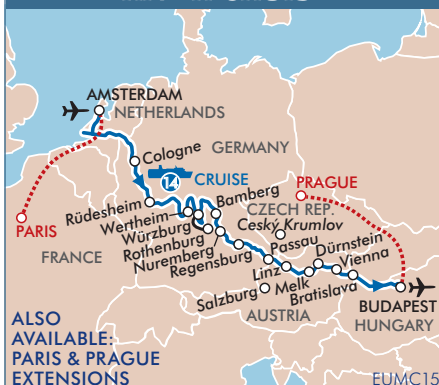 AMSTERDAM
NETHERLANDS
Cologne
GERMANY
14
CRUISE
Rüdesheim
Bamberg
PRAGUE
Wertheim
CZECH REP.
Würzburg
Český Krumlov
PARIS
Rothenburg
Passau
Nuremberg
Dürnstein
FRANCE
Regensburg
Vienna
Linz
Salzburg
Melk
Bratislava
BUDAPEST
AUSTRIA
HUNGARY
ALSO
AVAILABLE:
PARIS & PRAGUE
EXTENSIONS
EUMC15